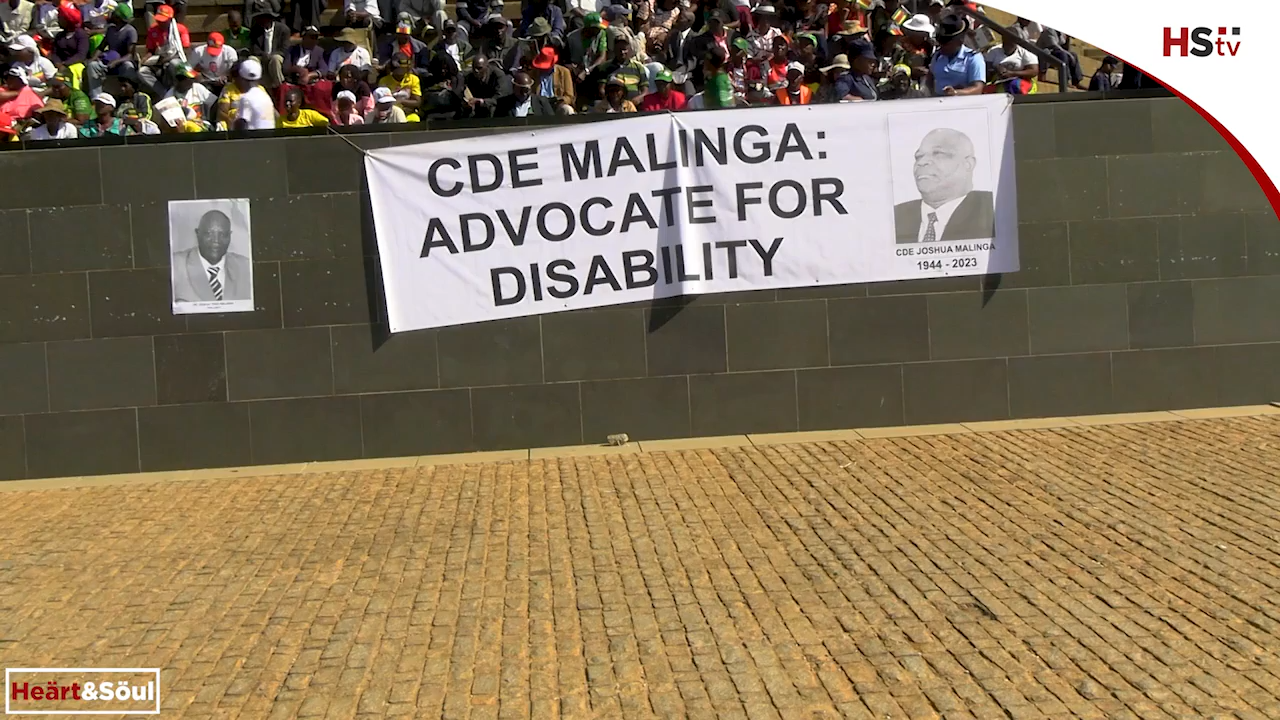 HStv
CDE MALINGA:
ADVOCATE FOR
DISABILITY
CDE JOSHUA MALINGA
1944 - 2023
Heärt&Söul